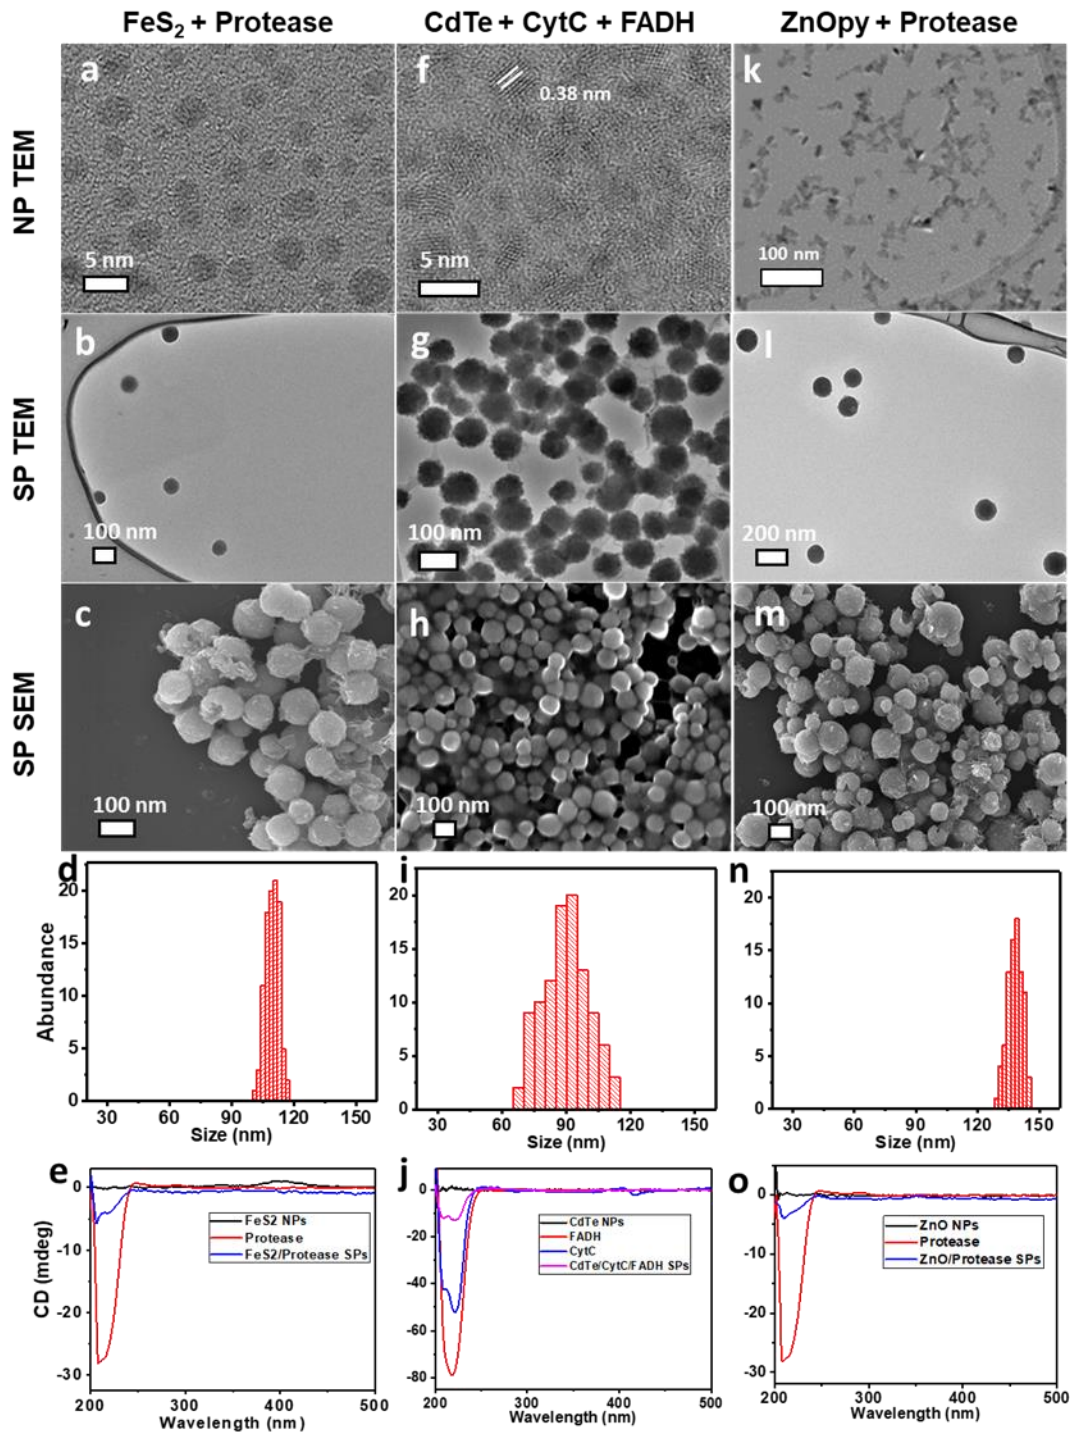 FeS2 + Protease
CdTe + CytC + FADH
ZnOpy + Protease
NP TEM
a
5 nm
f
0.38 nm
5 nm
k
100 nm
SP TEM
b
100 nm
g
100 nm
l
200 nm
SP SEM
c
100 nm
h
100 nm
m
100 nm
d
Abundance
20
15
10
5
0
30 60 90 120 150
Size (nm)
i
20
15
10
5
0
30 60 90 120 150
Size (nm)
n
20
15
10
5
0
30 60 90 120 150
Size (nm)
e
CD (mdeg)
0
-10
-20
-30
FeS2 NPs
Protease
FeS2/Protease SPs
200 300 400 500
Wavelength (nm)
j
0
-20
-40
-60
-80
CdTe NPs
FADH
CytC
CdTe/CytC/FADH SPs
200 300 400 500
Wavelength (nm)
o
0
-10
-20
-30
ZnO NPs
Protease
ZnO/Protease SPs
200 300 400 500
Wavelength (nm)